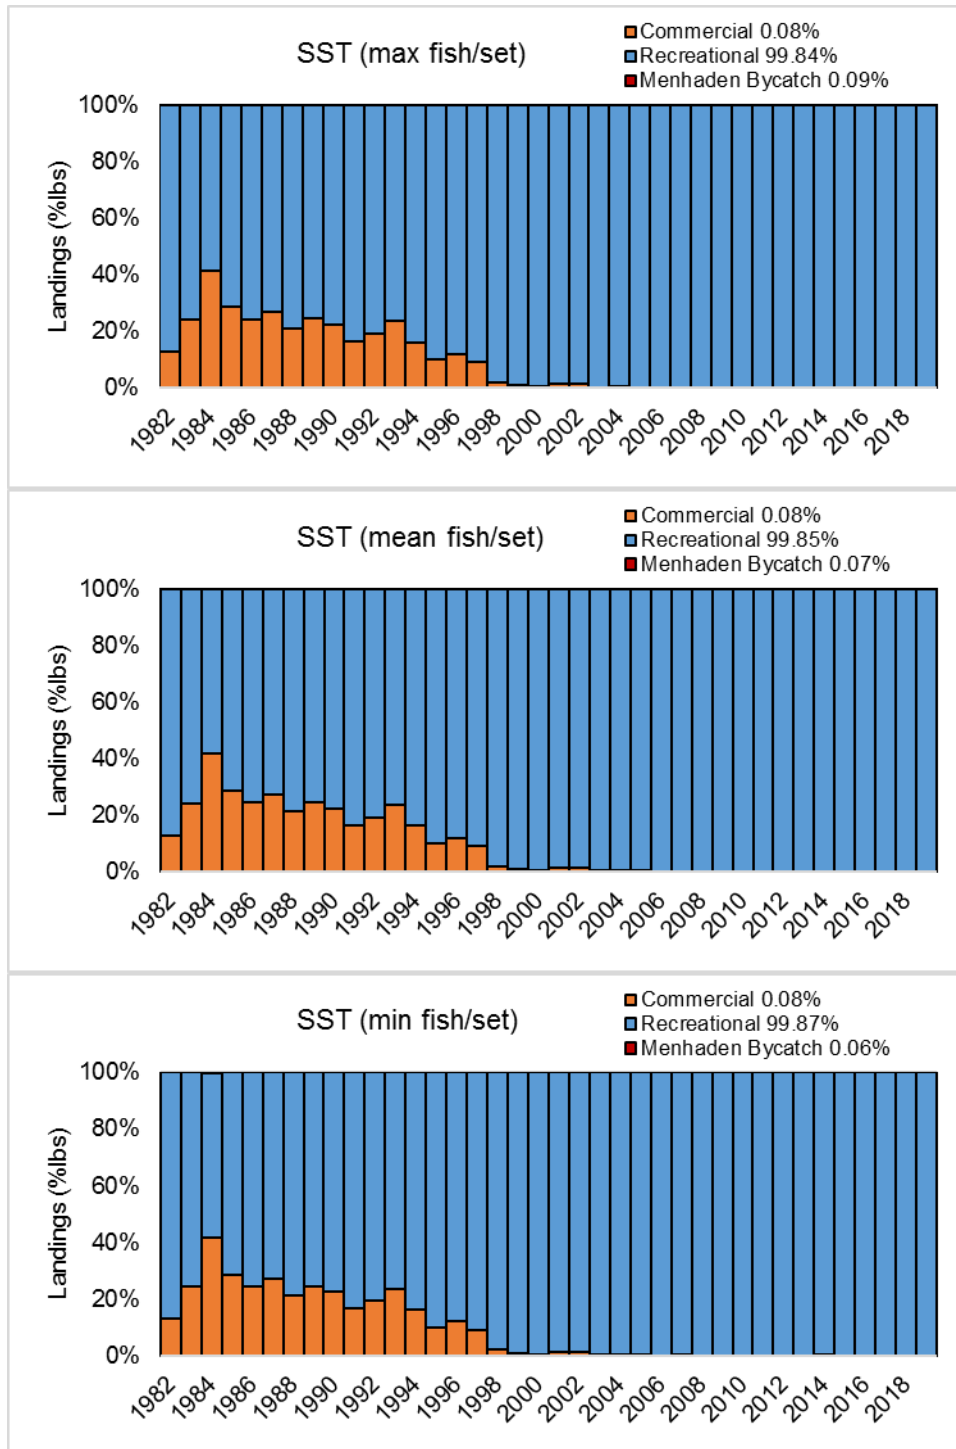 SST (max fish/set)
Commercial 0.08%
Recreational 99.84%
Menhaden Bycatch 0.09%
Landings (%lbs)
100%
80%
60%
40%
20%
0%
1982 1984 1986 1988 1990 1992 1994 1996 1998 2000 2002 2004 2006 2008 2010 2012 2014 2016 2018
SST (mean fish/set)
Commercial 0.08%
Recreational 99.85%
Menhaden Bycatch 0.07%
Landings (%lbs)
100%
80%
60%
40%
20%
0%
1982 1984 1986 1988 1990 1992 1994 1996 1998 2000 2002 2004 2006 2008 2010 2012 2014 2016 2018
SST (min fish/set)
Commercial 0.08%
Recreational 99.87%
Menhaden Bycatch 0.06%
Landings (%lbs)
100%
80%
60%
40%
20%
0%
1982 1984 1986 1988 1990 1992 1994 1996 1998 2000 2002 2004 2006 2008 2010 2012 2014 2016 2018